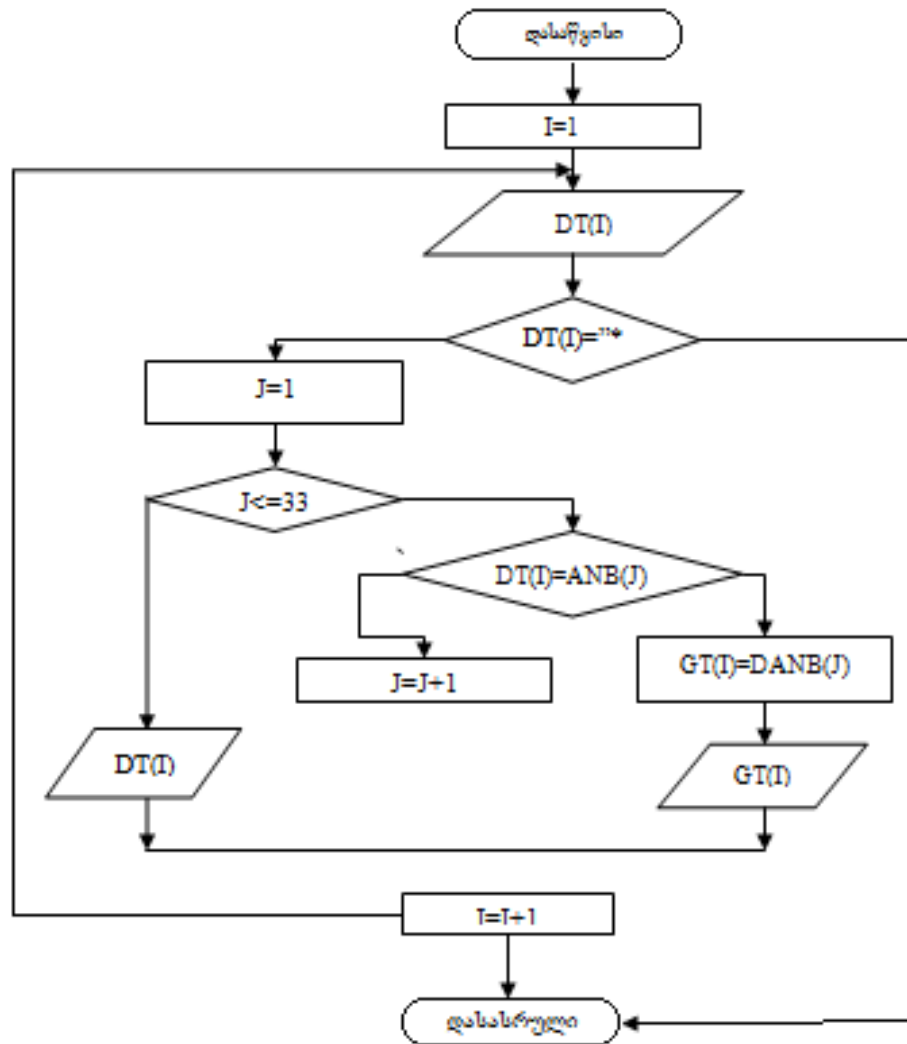 დასაწყისი
I=1
DT(I)
DT(I)=”*
J=1
J<=33
DT(I)=ANB(J)
J=J+1
GT(I)=DANB(J)
DT(I)
GT(I)
I=I+1
დასასრული